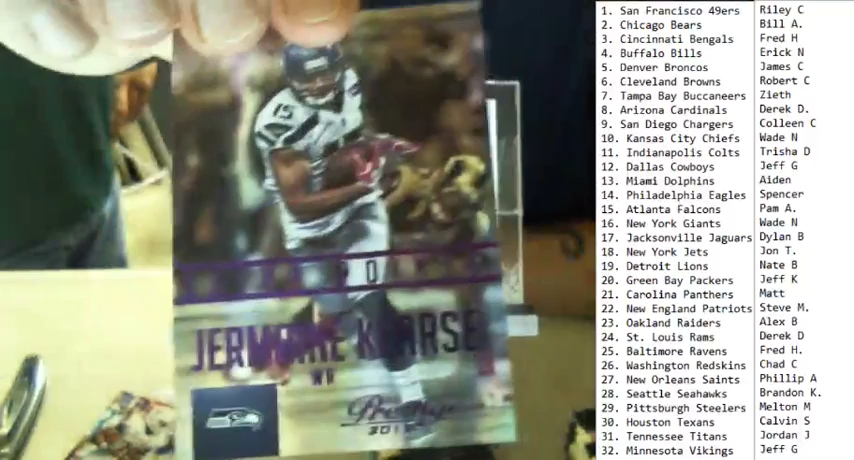 15
JERMAINE KEARSE
WR
Prestige
1. San Francisco 49ers Riley C
2. Chicago Bears Bill A.
3. Cincinnati Bengals Fred H
4. Buffalo Bills Erick N
5. Denver Broncos James C
6. Cleveland Browns Robert C
7. Tampa Bay Buccaneers Zieth
8. Arizona Cardinals Derek D.
9. San Diego Chargers Colleen C
10. Kansas City Chiefs Wade N
11. Indianapolis Colts Trisha D
12. Dallas Cowboys Jeff G
13. Miami Dolphins Aiden
14. Philadelphia Eagles Spencer
15. Atlanta Falcons Pam A.
16. New York Giants Wade N
17. Jacksonville Jaguars Dylan B
18. New York Jets Jon T.
19. Detroit Lions Nate B
20. Green Bay Packers Jeff K
21. Carolina Panthers Matt
22. New England Patriots Steve M.
23. Oakland Raiders Alex B
24. St. Louis Rams Derek D
25. Baltimore Ravens Fred H.
26. Washington Redskins Chad C
27. New Orleans Saints Phillip A
28. Seattle Seahawks Brandon K.
29. Pittsburgh Steelers Melton M
30. Houston Texans Calvin S
31. Tennessee Titans Jordan J
32. Minnesota Vikings Jeff G